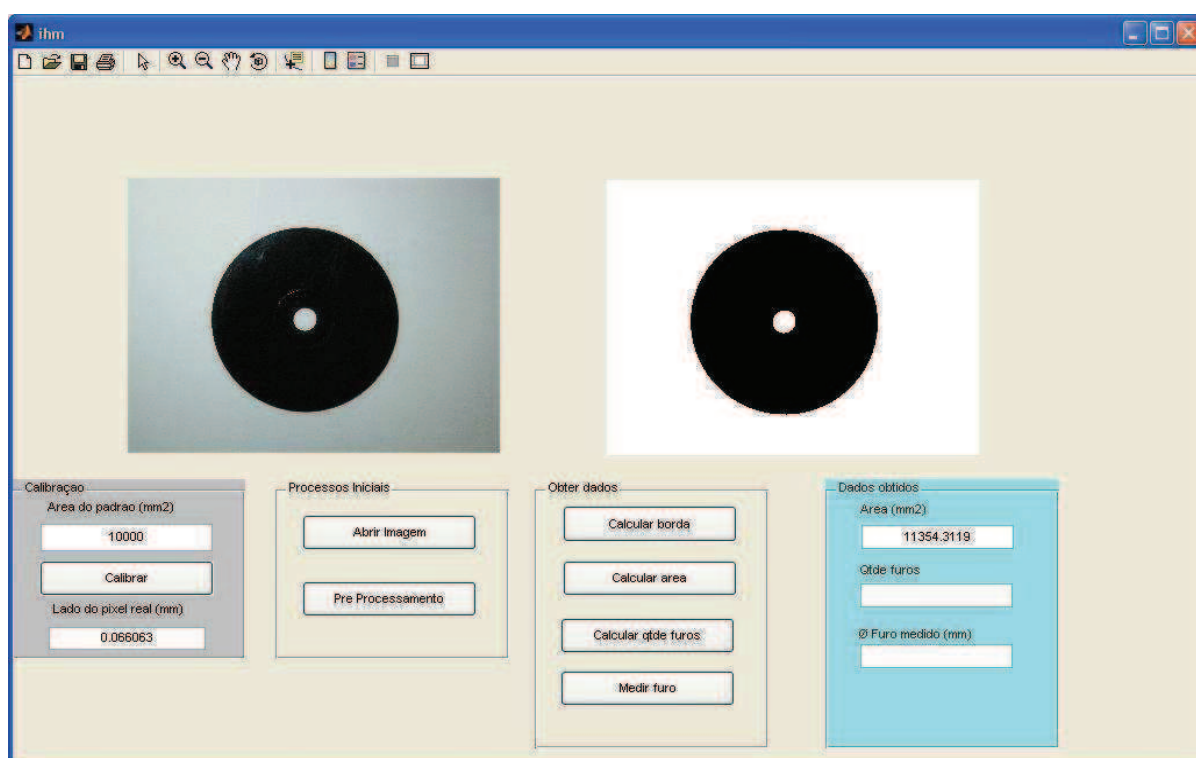 ihm
Calibraçao
Area do padrao (mm2)
10000
Calibrar
Lado do pixel real (mm)
0.066063
Processos Iniciais
Abrir Imagem
Pre Processamento
Obter dados
Calcular borda
Calcular area
Calcular qtde furos
Medir furo
Dados obtidos
Area (mm2)
11354.3119
Qtde furos
Ø Furo medido (mm)